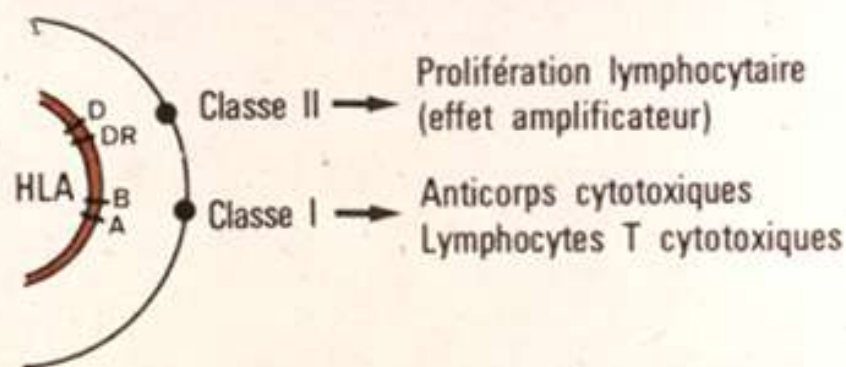 D
DR
HLA
B
A
Classe II
Prolifération lymphocytaire
(effet amplificateur)
Classe I
Anticorps cytotoxiques
Lymphocytes T cytotoxiques